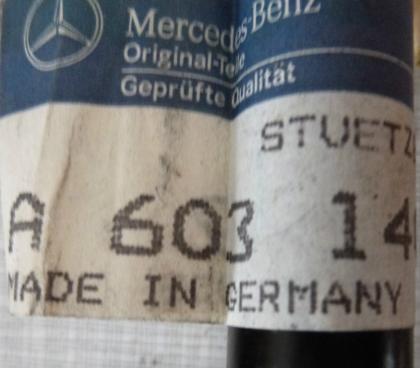 Mercedes-Benz
Original-Teile
Geprüfte Qualität
STUETZ
A 603 14
MADE IN GERMANY